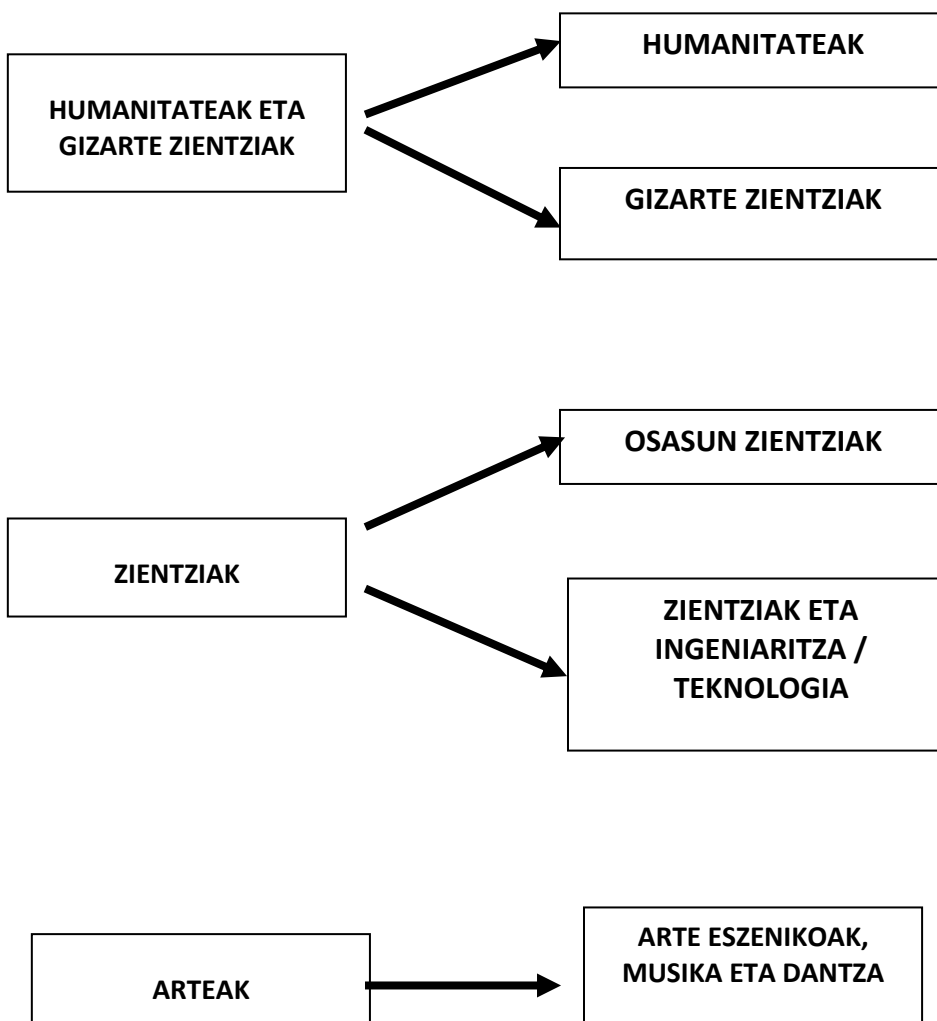 HUMANITATEAK ETA
GIZARTE ZIENTZIAK
HUMANITATEAK
GIZARTE ZIENTZIAK
ZIENTZIAK
OSASUN ZIENTZIAK
ZIENTZIAK ETA
INGENIARITZA /
TEKNOLOGIA
ARTEAK
ARTE ESZENIKOAK,
MUSIKA ETA DANTZA